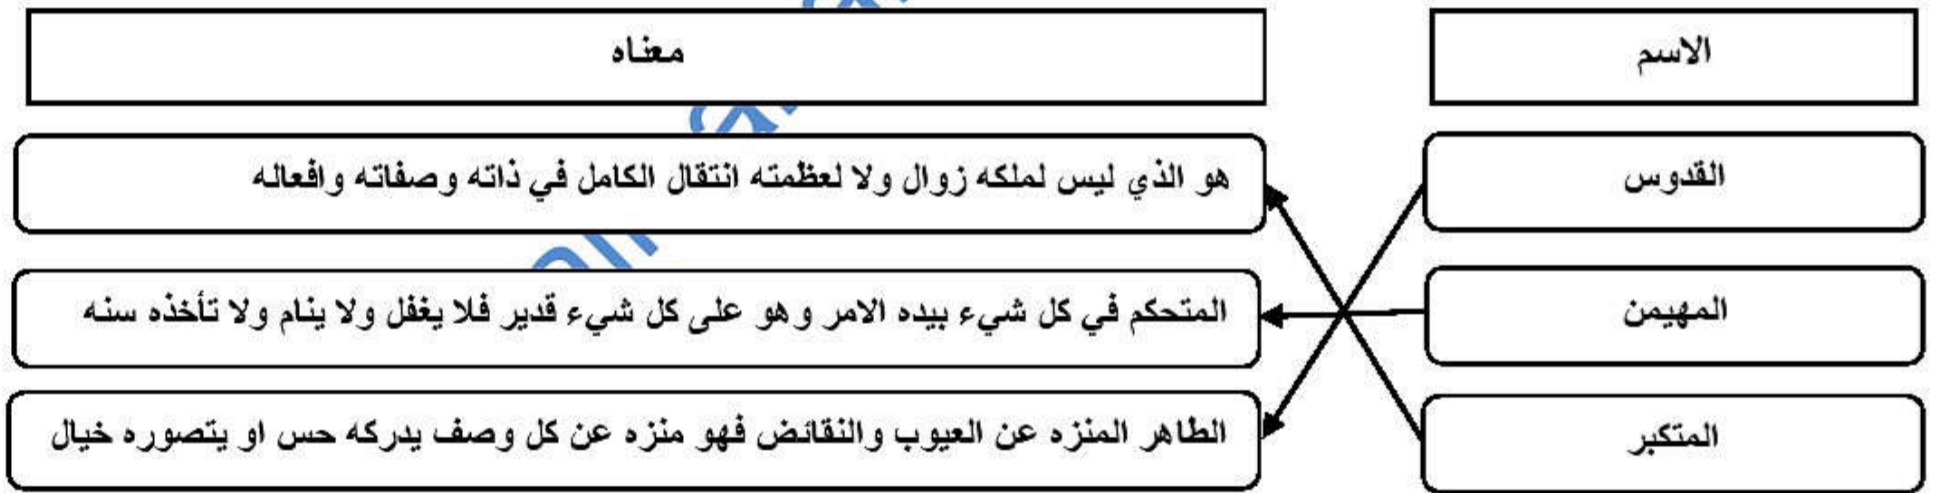 الاسم
معناه
القدوس
هو الذي ليس لملكه زوال ولا لعظمته انتقال الكامل في ذاته وصفاته وافعاله
المهيمن
المتحكم في كل شيء بيده الامر وهو على كل شيء قدير فلا يغفل ولا ينام ولا تأخذه سنه
المتكبر
الطاهر المنزه عن العيوب والنقائض فهو منزه عن كل وصف يدركه حس او يتصوره خيال